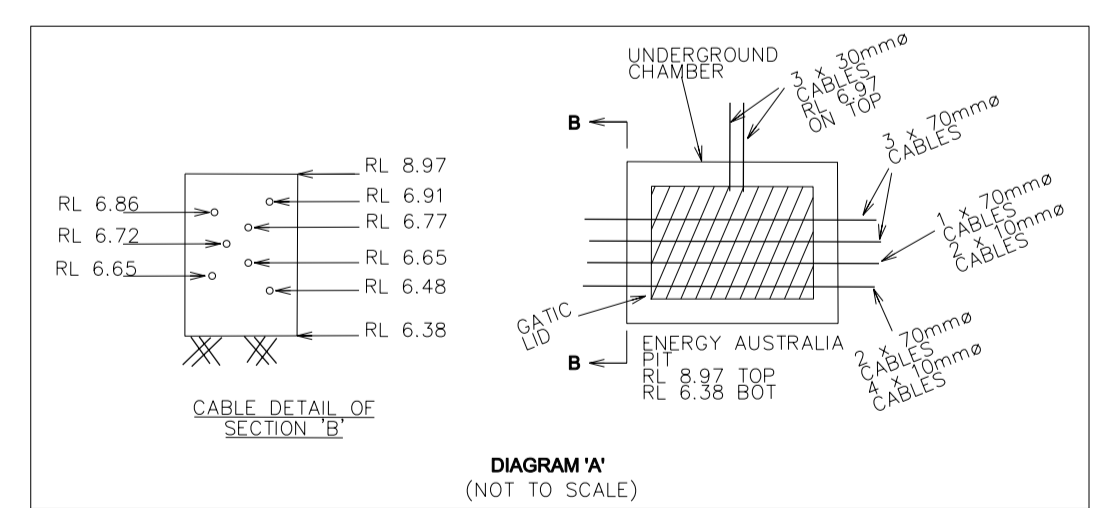 RL 8.97
RL 6.91
RL 6.86
RL 6.77
RL 6.72
RL 6.65
RL 6.65
RL 6.48
RL 6.38
CABLE DETAIL OF
SECTION 'B'
UNDERGROUND
CHAMBER
3 x 30mmø
CABLES
RL 6.97
ON TOP
B
3 x 70mmø
CABLES
1 x 70mmø
CABLES
2 x 10mmø
CABLES
GATIC
LID
B
ENERGY AUSTRALIA
PIT
RL 8.97 TOP
RL 6.38 BOT
2 x 70mmø
CABLES
4 x 10mmø
CABLES
DIAGRAM 'A'
(NOT TO SCALE)